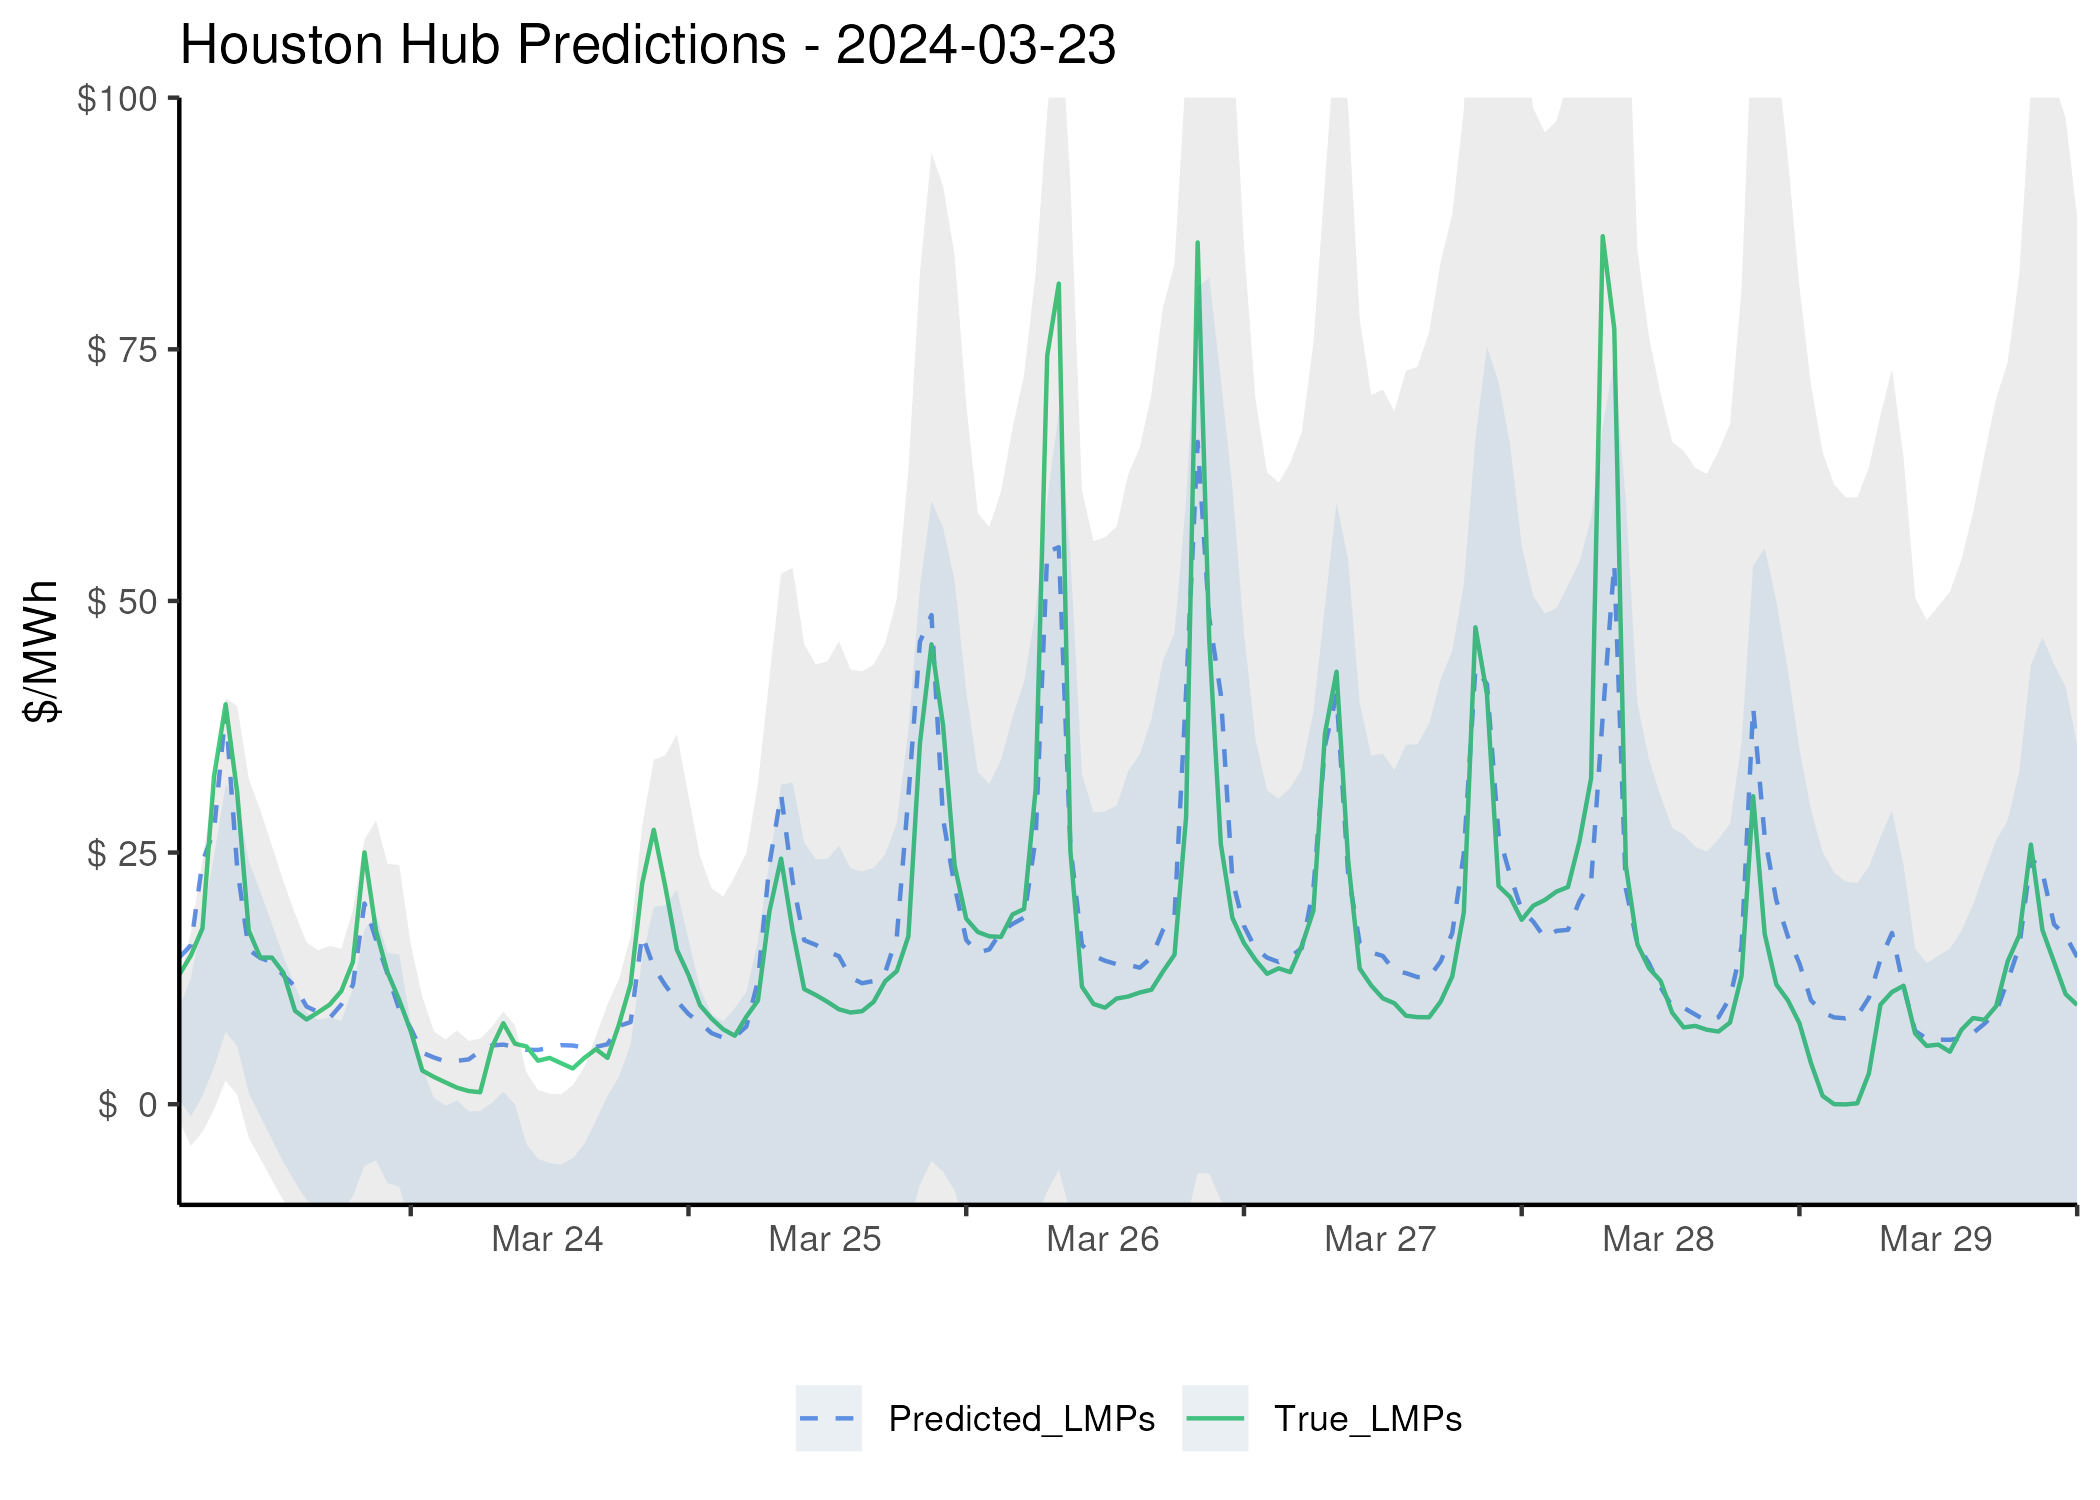 Houston Hub Predictions - 2024-03-23
$100
$ 75
$ 50
$ 25
$ 0
$/MWh
Mar 24 Mar 25 Mar 26 Mar 27 Mar 28 Mar 29
Predicted_LMPs True_LMPs